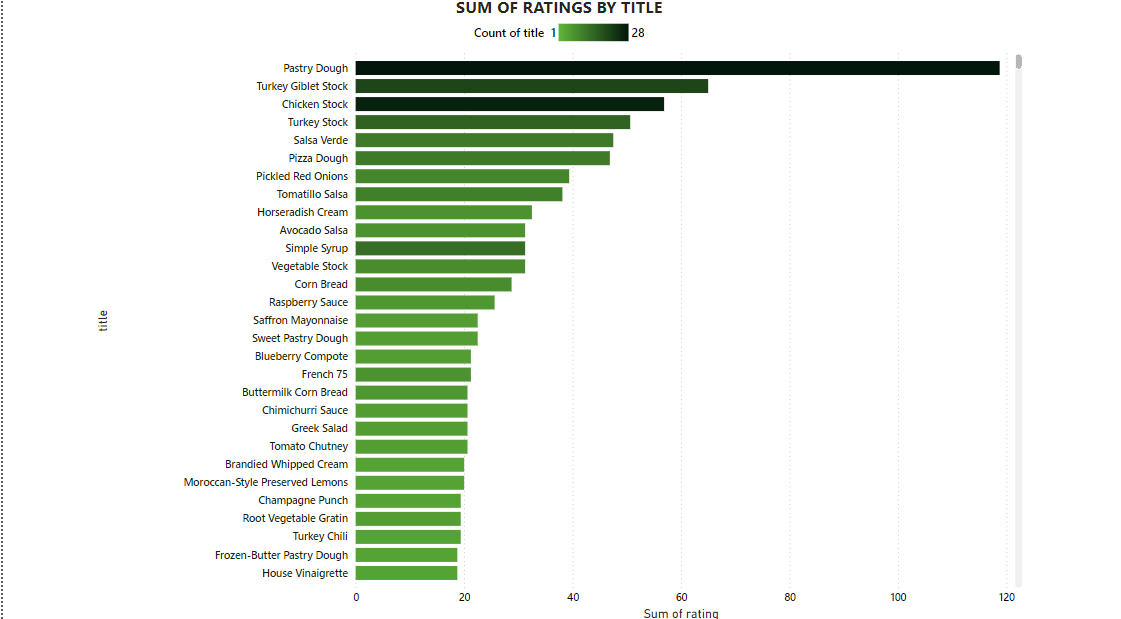 SUM OF RATINGS BY TITLE
Count of title 1 28
title
Pastry Dough
Turkey Giblet Stock
Chicken Stock
Turkey Stock
Salsa Verde
Pizza Dough
Pickled Red Onions
Tomatillo Salsa
Horseradish Cream
Avocado Salsa
Simple Syrup
Vegetable Stock
Corn Bread
Raspberry Sauce
Saffron Mayonnaise
Sweet Pastry Dough
Blueberry Compote
French 75
Buttermilk Corn Bread
Chimichurri Sauce
Greek Salad
Tomato Chutney
Brandied Whipped Cream
Moroccan-Style Preserved Lemons
Champagne Punch
Root Vegetable Gratin
Turkey Chili
Frozen-Butter Pastry Dough
House Vinaigrette
0 20 40 60 80 100 120
Sum of rating